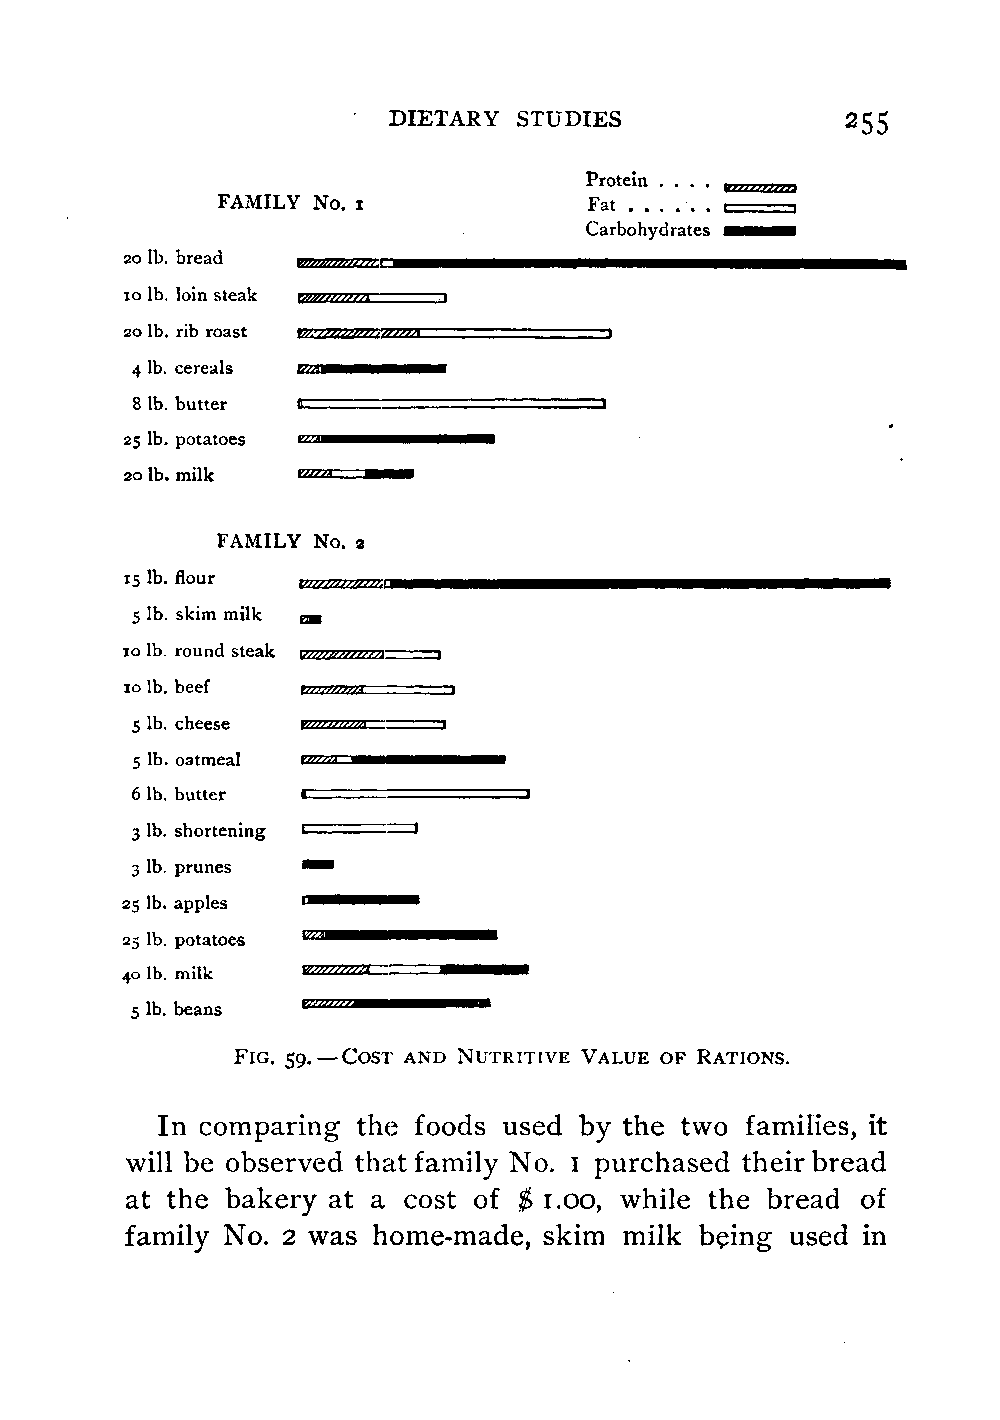 DIETARY STUDIES 255
Protein . . . .
FAMILY No. 1
Fat . . . . . .
Carbohydrates
20 lb. bread
10 lb. loin steak
20 lb. rib roast
4 lb. cereals
8 lb. butter
25 lb. potatoes
20 lb. milk
FAMILY No. 2
15 lb. flour
5 lb. skim milk
10 lb. round steak
10 lb. beef
5 lb. cheese
5 lb. oatmeal
6 lb. butter
3 lb. shortening
3 lb. prunes
25 lb. apples
25 lb. potatoes
40 lb. milk
5 lb. beans
FIG. 59. — COST AND NUTRITIVE VALUE OF RATIONS.
In comparing the foods used by the two families, it
will be observed that family No. 1 purchased their bread
at the bakery at a cost of $1.00, while the bread of
family No. 2 was home-made, skim milk being used in